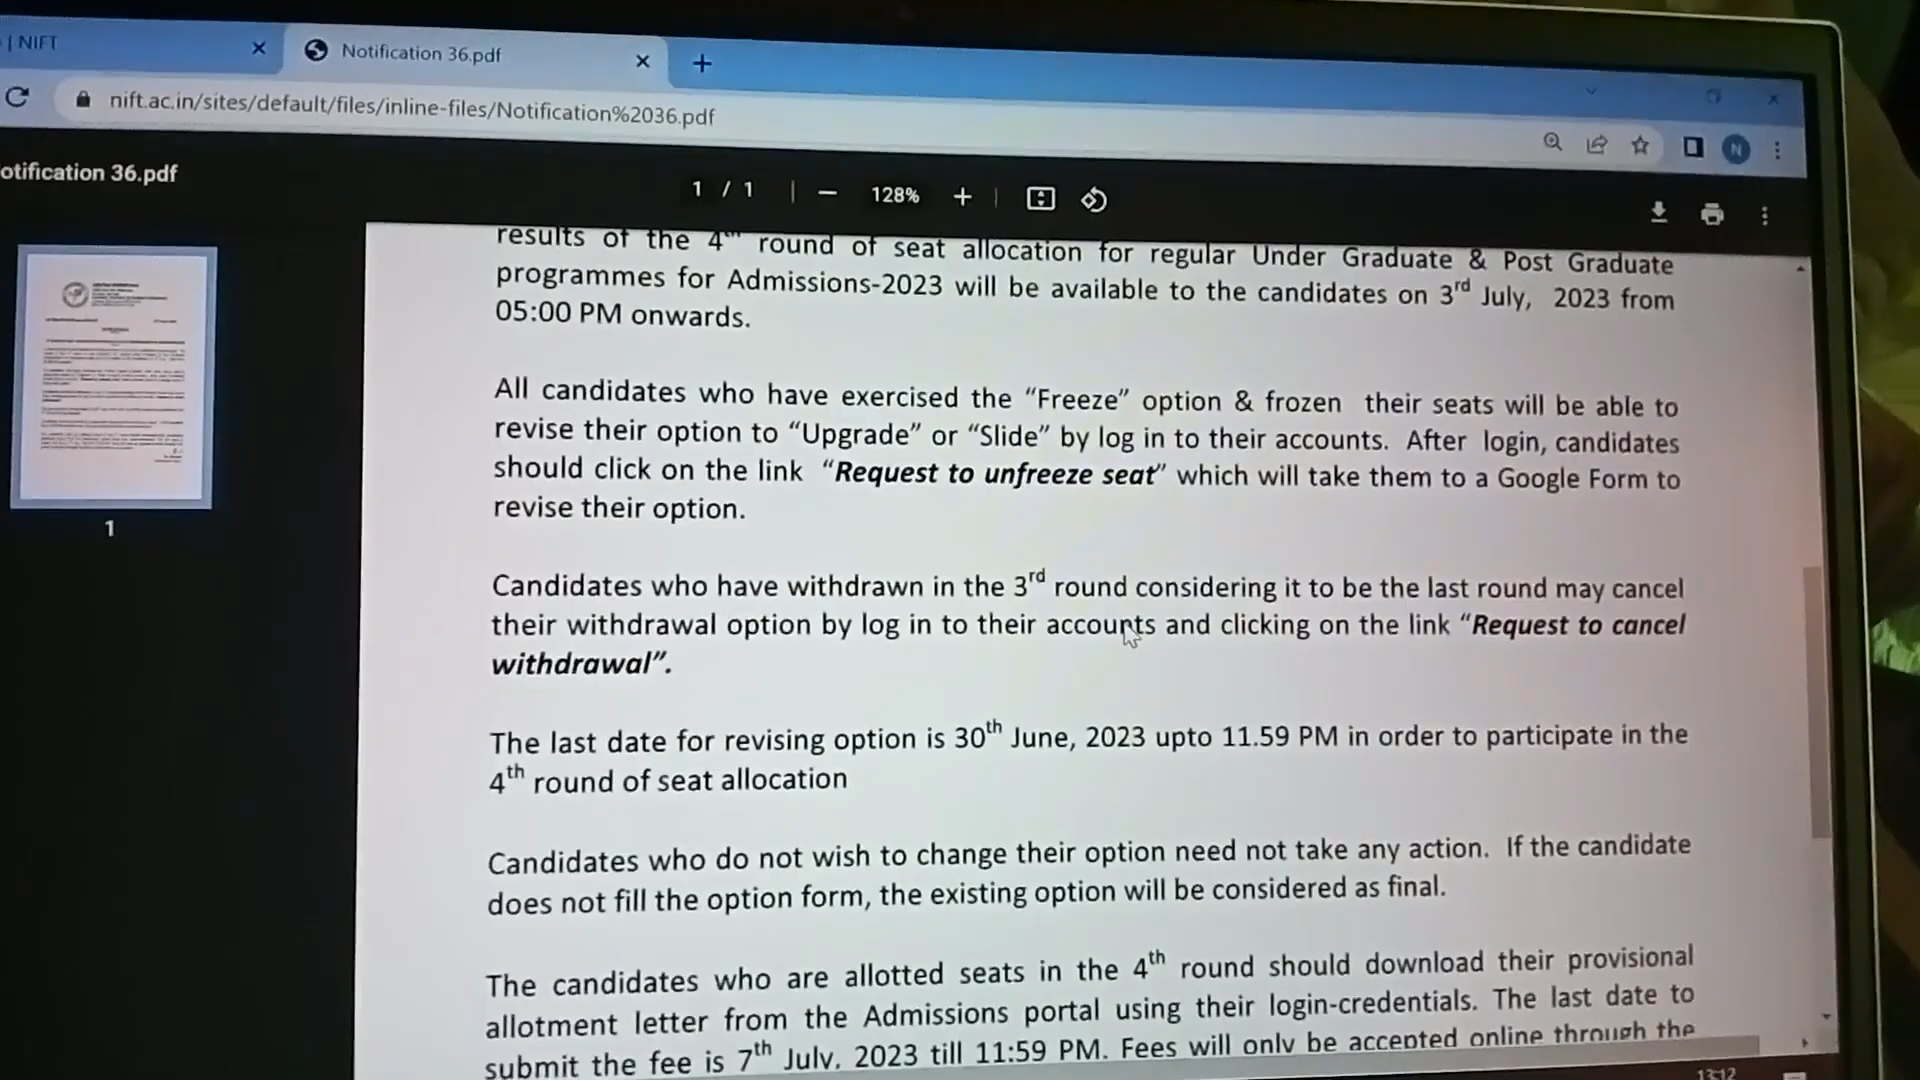 | NIFT
Notification 36.pdf
nift.ac.in/sites/default/files/inline-files/Notification%2036.pdf
N
otification 36.pdf
1 / 1
128%
results of the 4th round of seat allocation for regular Under Graduate & Post Graduate
programmes for Admissions-2023 will be available to the candidates on 3rd July, 2023 from
05:00 PM onwards.
All candidates who have exercised the “Freeze” option & frozen their seats will be able to
revise their option to “Upgrade” or “Slide” by log in to their accounts. After login, candidates
should click on the link “Request to unfreeze seat” which will take them to a Google Form to
revise their option.
1
Candidates who have withdrawn in the 3rd round considering it to be the last round may cancel
their withdrawal option by log in to their accounts and clicking on the link “Request to cancel
withdrawal”.
The last date for revising option is 30th June, 2023 upto 11.59 PM in order to participate in the
4th round of seat allocation
Candidates who do not wish to change their option need not take any action. If the candidate
does not fill the option form, the existing option will be considered as final.
The candidates who are allotted seats in the 4th round should download their provisional
allotment letter from the Admissions portal using their login-credentials. The last date to
submit the fee is 7th July, 2023 till 11:59 PM. Fees will only be accepted online through the
13:12